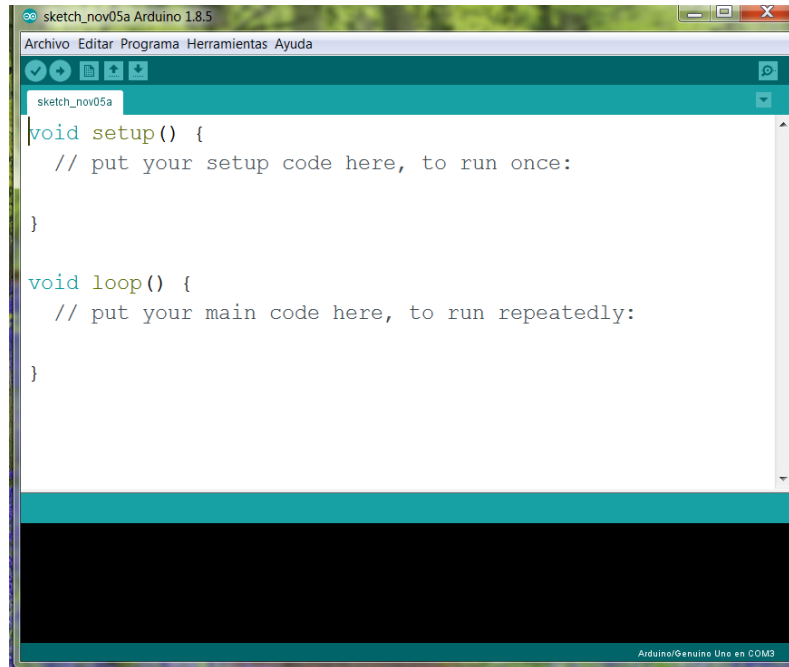 sketch_nov05a Arduino 1.8.5
Archivo Editar Programa Herramientas Ayuda
sketch_nov05a
void setup() {
// put your setup code here, to run once:
}
void loop() {
// put your main code here, to run repeatedly:
}
Arduino/Genuino Uno en COM3